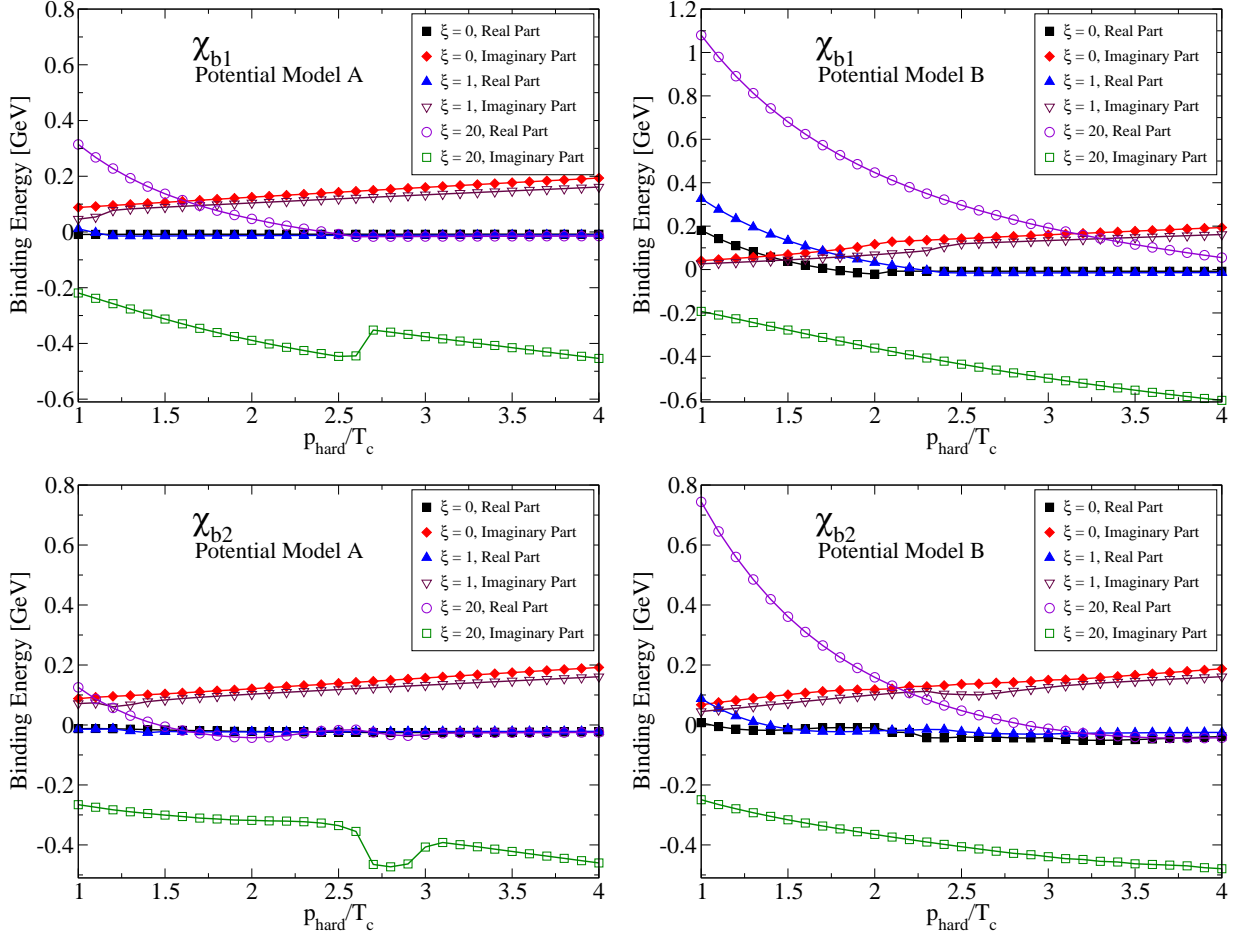 χb1
Potential Model A
ξ = 0, Real Part
ξ = 0, Imaginary Part
ξ = 1, Real Part
ξ = 1, Imaginary Part
ξ = 20, Real Part
ξ = 20, Imaginary Part
Binding Energy [GeV]
0.8
0.6
0.4
0.2
0
-0.2
-0.4
-0.6
1
1.5
2
2.5
3
3.5
4
p_hard/T_c
χb1
Potential Model B
ξ = 0, Real Part
ξ = 0, Imaginary Part
ξ = 1, Real Part
ξ = 1, Imaginary Part
ξ = 20, Real Part
ξ = 20, Imaginary Part
Binding Energy [GeV]
1.2
1
0.8
0.6
0.4
0.2
0
-0.2
-0.4
-0.6
1
1.5
2
2.5
3
3.5
4
p_hard/T_c
χb2
Potential Model A
ξ = 0, Real Part
ξ = 0, Imaginary Part
ξ = 1, Real Part
ξ = 1, Imaginary Part
ξ = 20, Real Part
ξ = 20, Imaginary Part
Binding Energy [GeV]
0.8
0.6
0.4
0.2
0
-0.2
-0.4
1
1.5
2
2.5
3
3.5
4
p_hard/T_c
χb2
Potential Model B
ξ = 0, Real Part
ξ = 0, Imaginary Part
ξ = 1, Real Part
ξ = 1, Imaginary Part
ξ = 20, Real Part
ξ = 20, Imaginary Part
Binding Energy [GeV]
0.8
0.6
0.4
0.2
0
-0.2
-0.4
1
1.5
2
2.5
3
3.5
4
p_hard/T_c